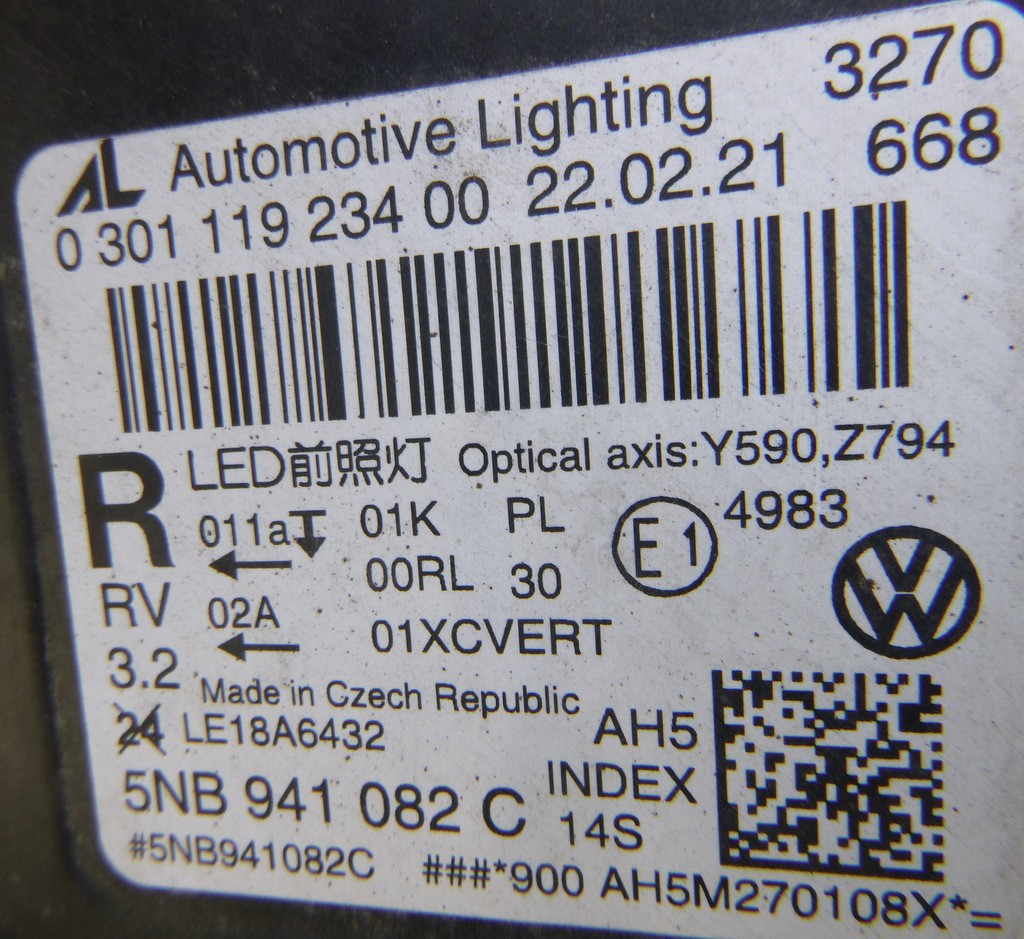 AL Automotive Lighting 3270
0 301 119 234 00 22.02.21 668
R LED前照灯 Optical axis:Y590,Z794
011a 01K PL E1 4983
00RL 30
RV 02A 01XCVERT
3.2 Made in Czech Republic
24 LE18A6432 AH5
5NB 941 082 C INDEX
14S
#5NB941082C ###*900 AH5M270108X*=